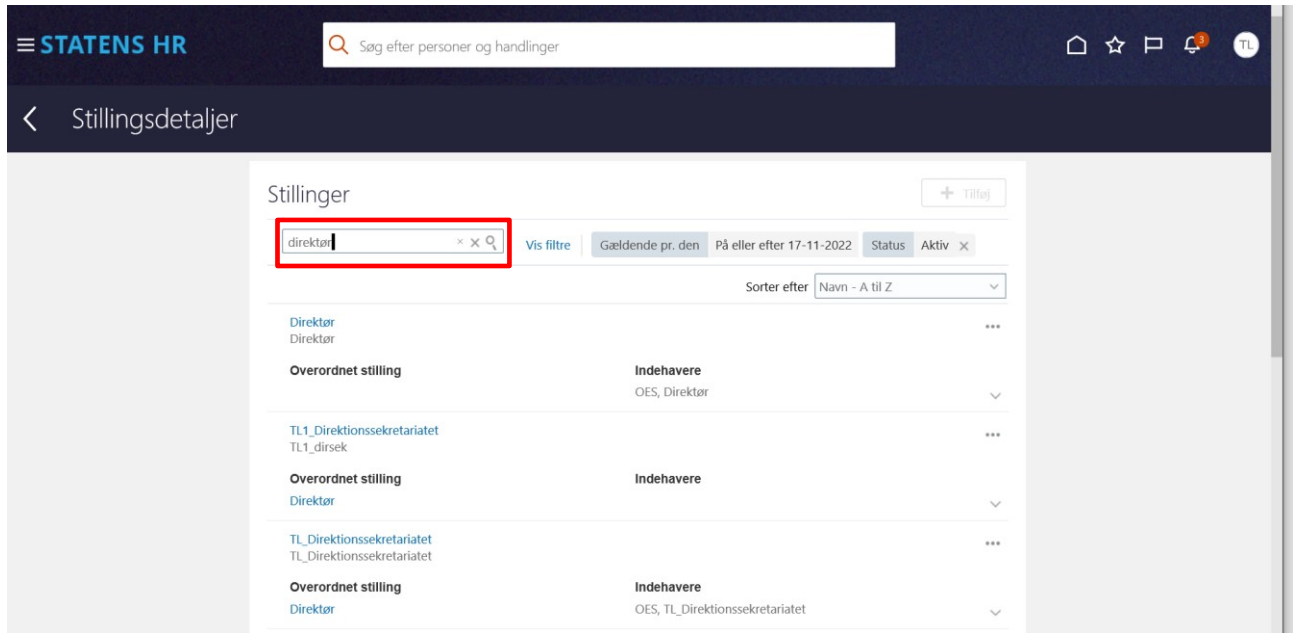 STATENS HR
Søg efter personer og handlinger
3
TL
Stillingsdetaljer
Stillinger
Tilføj
direktør
Vis filtre
Gældende pr. den På eller efter 17-11-2022 Status Aktiv
Sorter efter Navn - A til Z
Direktør
Direktør
Overordnet stilling Indehavere
OES, Direktør
TL1_Direktionssekretariatet
TL1_dirsek
Overordnet stilling Indehavere
Direktør
TL_Direktionssekretariatet
TL_Direktionssekretariatet
Overordnet stilling Indehavere
Direktør OES, TL_Direktionssekretariatet